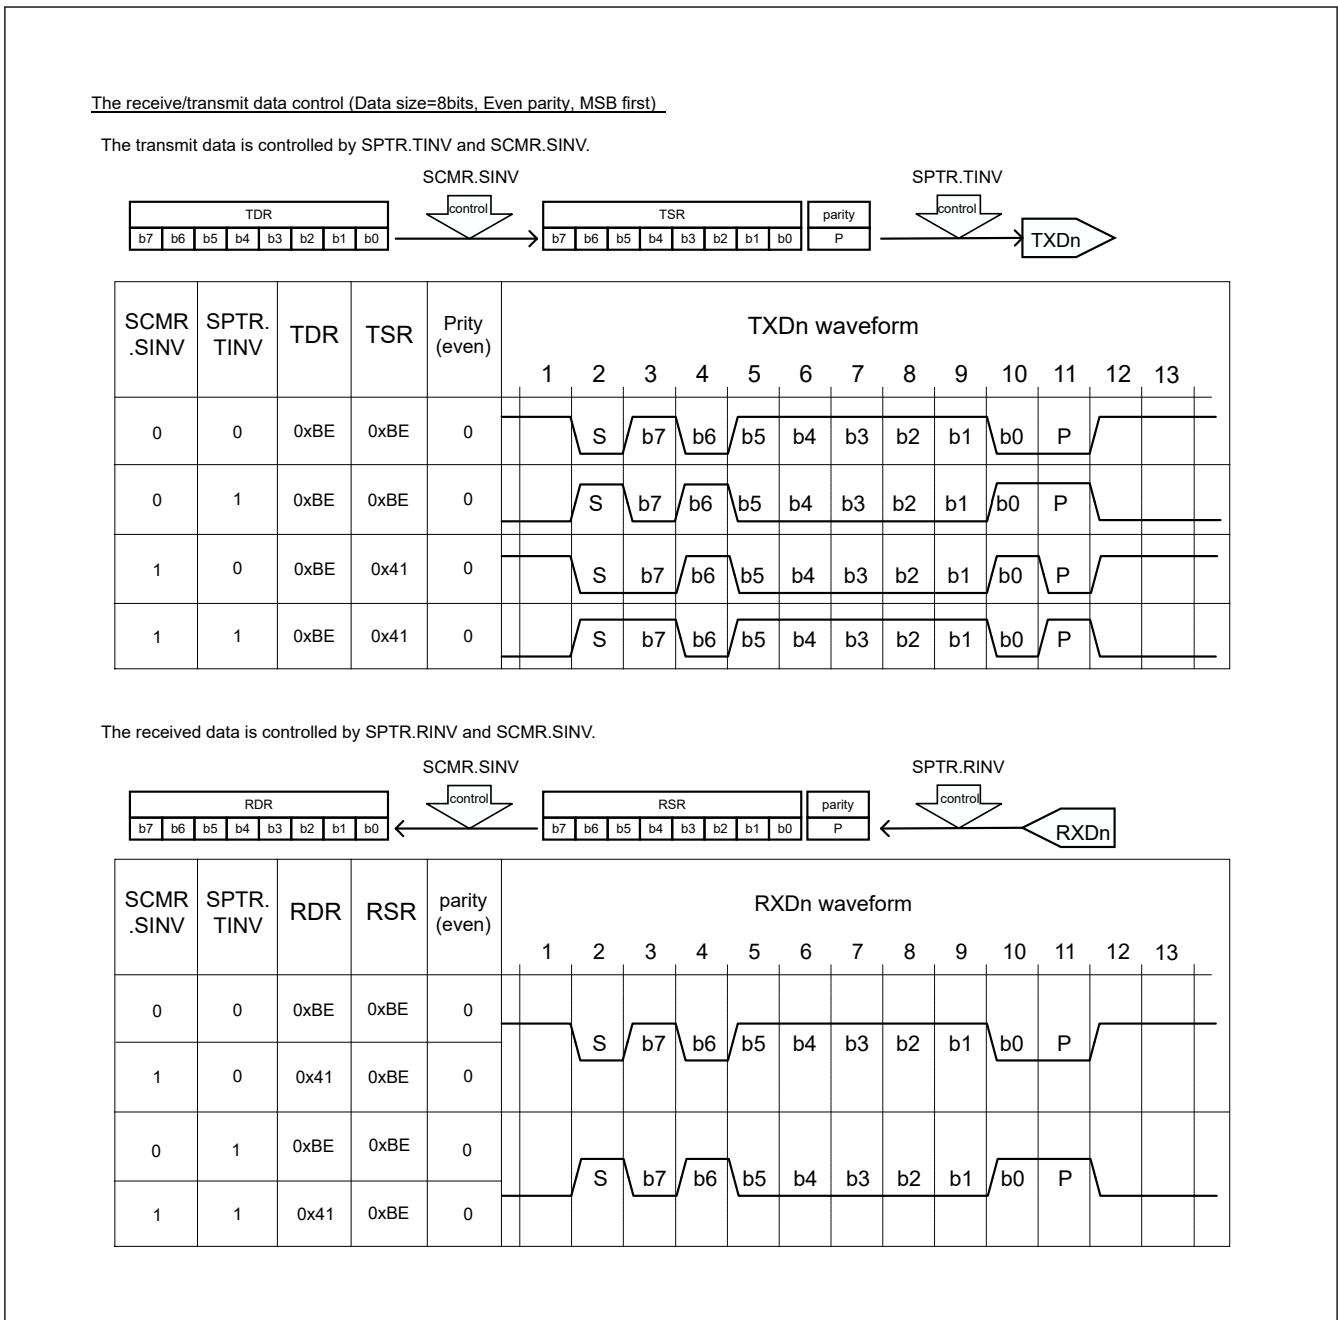 The receive/transmit data control (Data size=8bits, Even parity, MSB first)
The transmit data is controlled by SPTR.TINV and SCMR.SINV.
SCMR.SINV SPTR.TINV
TDR control TSR parity control
b7 b6 b5 b4 b3 b2 b1 b0 b7 b6 b5 b4 b3 b2 b1 b0 P TXDn
SCMR .SINV SPTR. TINV TDR TSR Prity (even) TXDn waveform
1 2 3 4 5 6 7 8 9 10 11 12 13
0 0 0xBE 0xBE 0 S b7 b6 b5 b4 b3 b2 b1 b0 P
0 1 0xBE 0xBE 0 S b7 b6 b5 b4 b3 b2 b1 b0 P
1 0 0xBE 0x41 0 S b7 b6 b5 b4 b3 b2 b1 b0 P
1 1 0xBE 0x41 0 S b7 b6 b5 b4 b3 b2 b1 b0 P
The received data is controlled by SPTR.RINV and SCMR.SINV.
SCMR.SINV SPTR.RINV
RDR control RSR parity control
b7 b6 b5 b4 b3 b2 b1 b0 b7 b6 b5 b4 b3 b2 b1 b0 P RXDn
SCMR .SINV SPTR. TINV RDR RSR parity (even) RXDn waveform
1 2 3 4 5 6 7 8 9 10 11 12 13
0 0 0xBE 0xBE 0
S b7 b6 b5 b4 b3 b2 b1 b0 P
1 0 0x41 0xBE 0
0 1 0xBE 0xBE 0
S b7 b6 b5 b4 b3 b2 b1 b0 P
1 1 0x41 0xBE 0